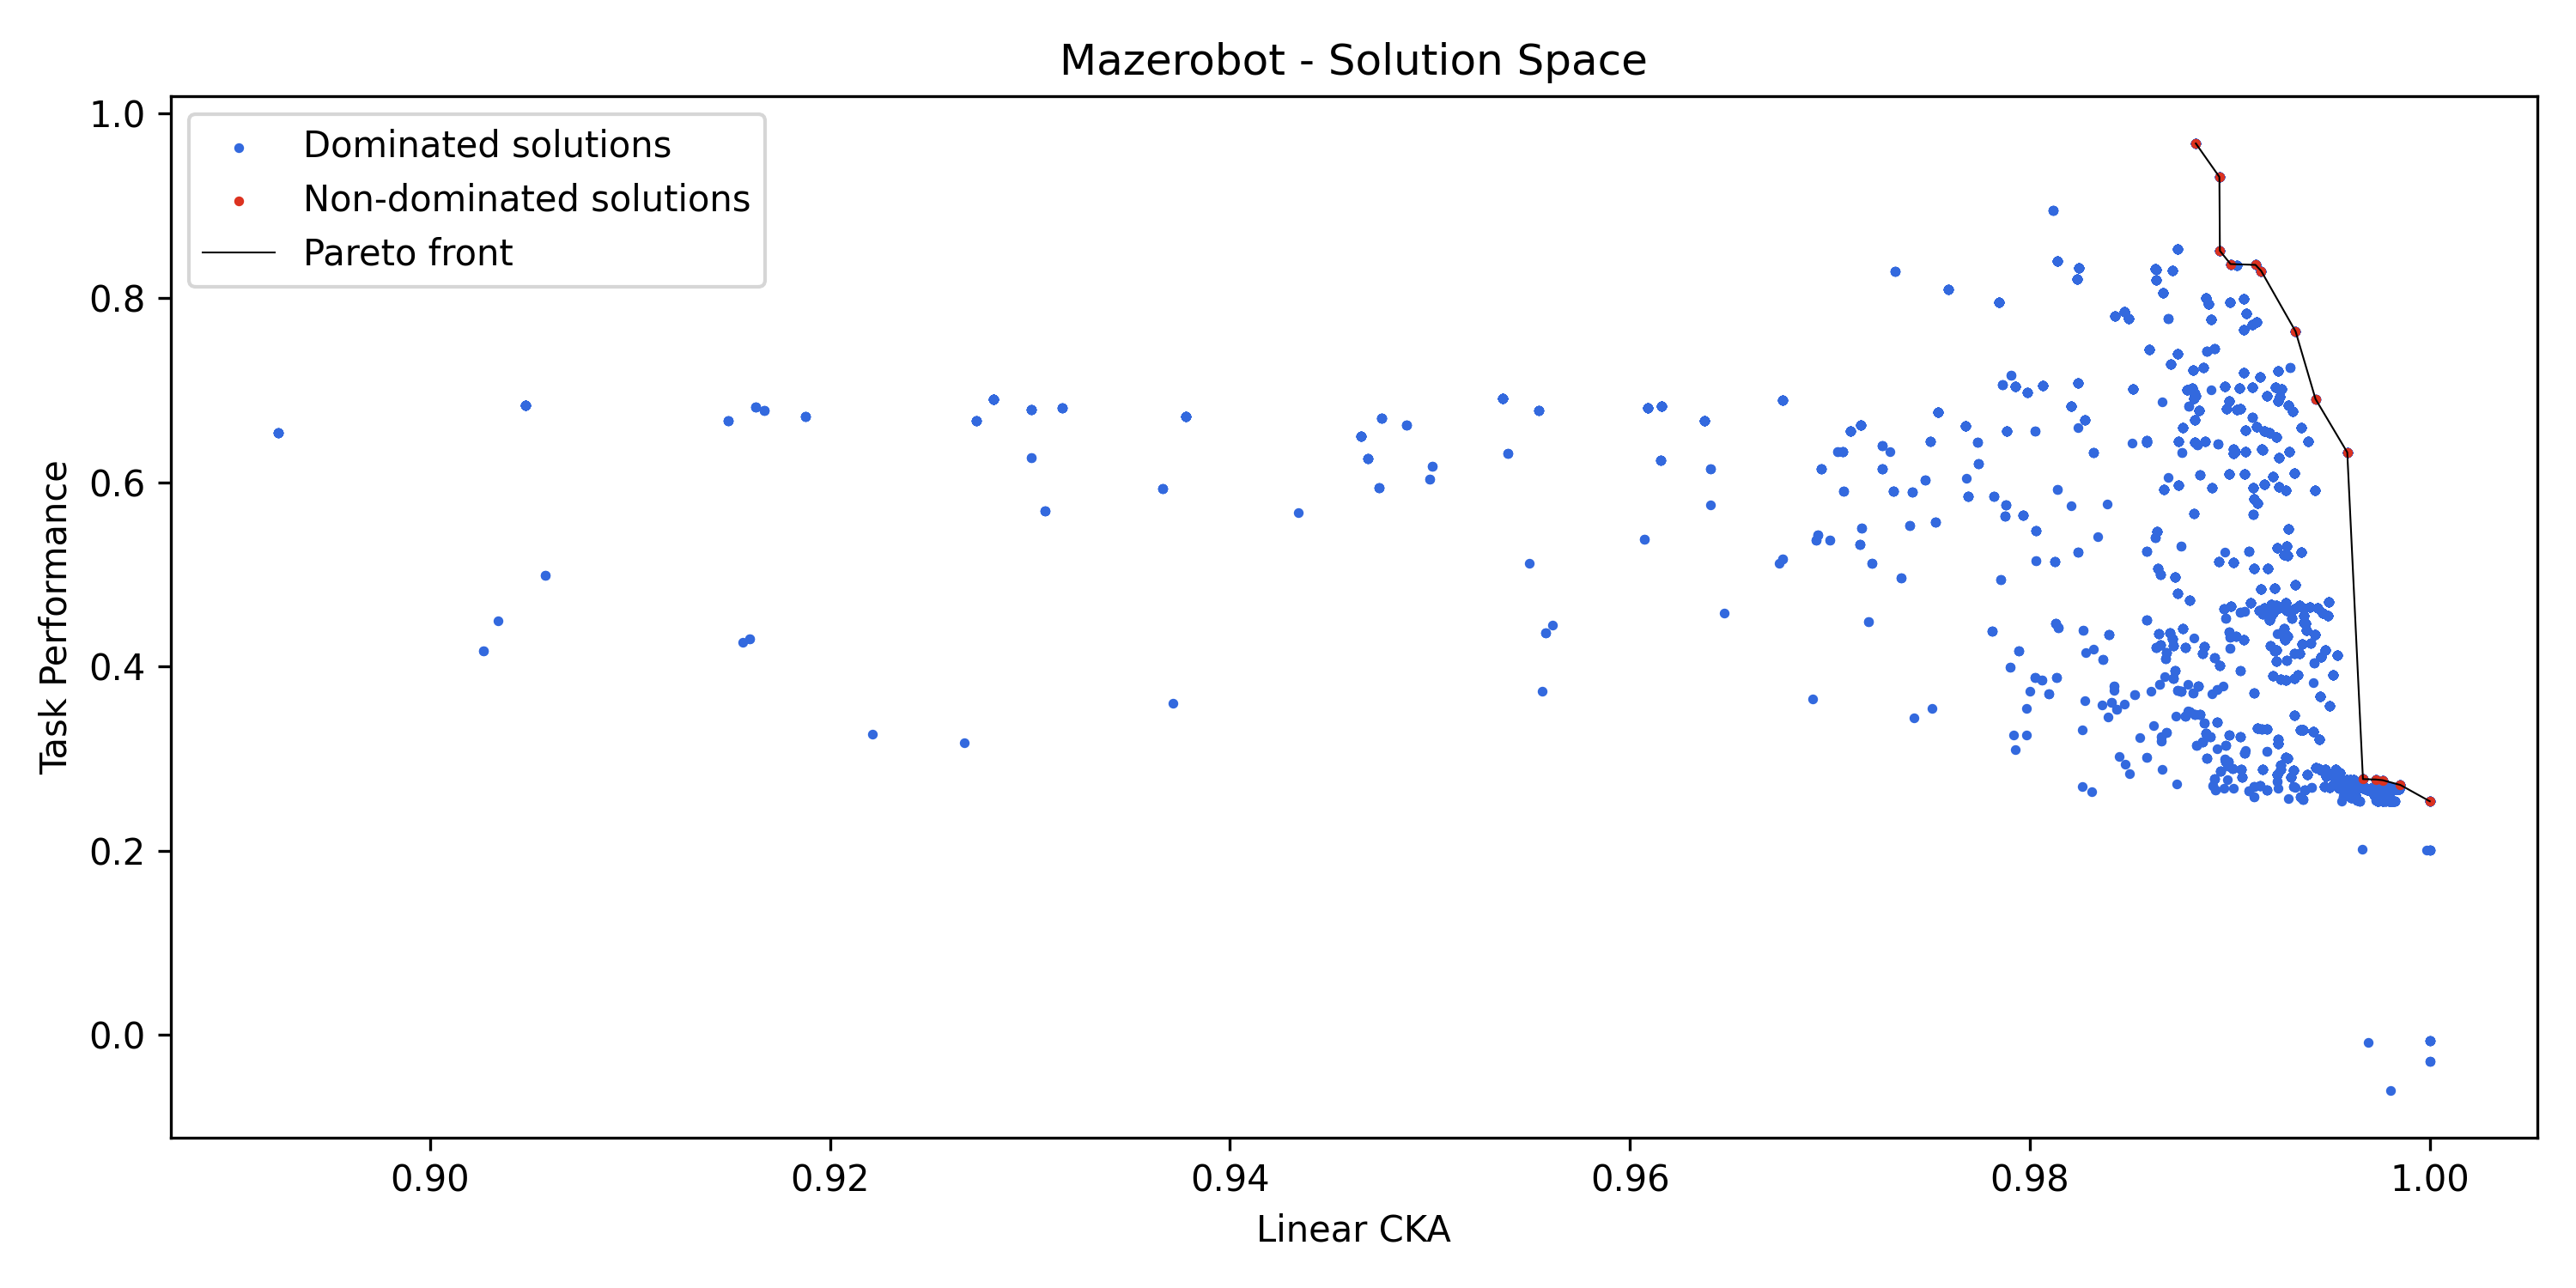 Mazerobot - Solution Space
Dominated solutions
Non-dominated solutions
Pareto front
Task Performance
1.0
0.8
0.6
0.4
0.2
0.0
0.90
0.92
0.94
0.96
0.98
1.00
Linear CKA